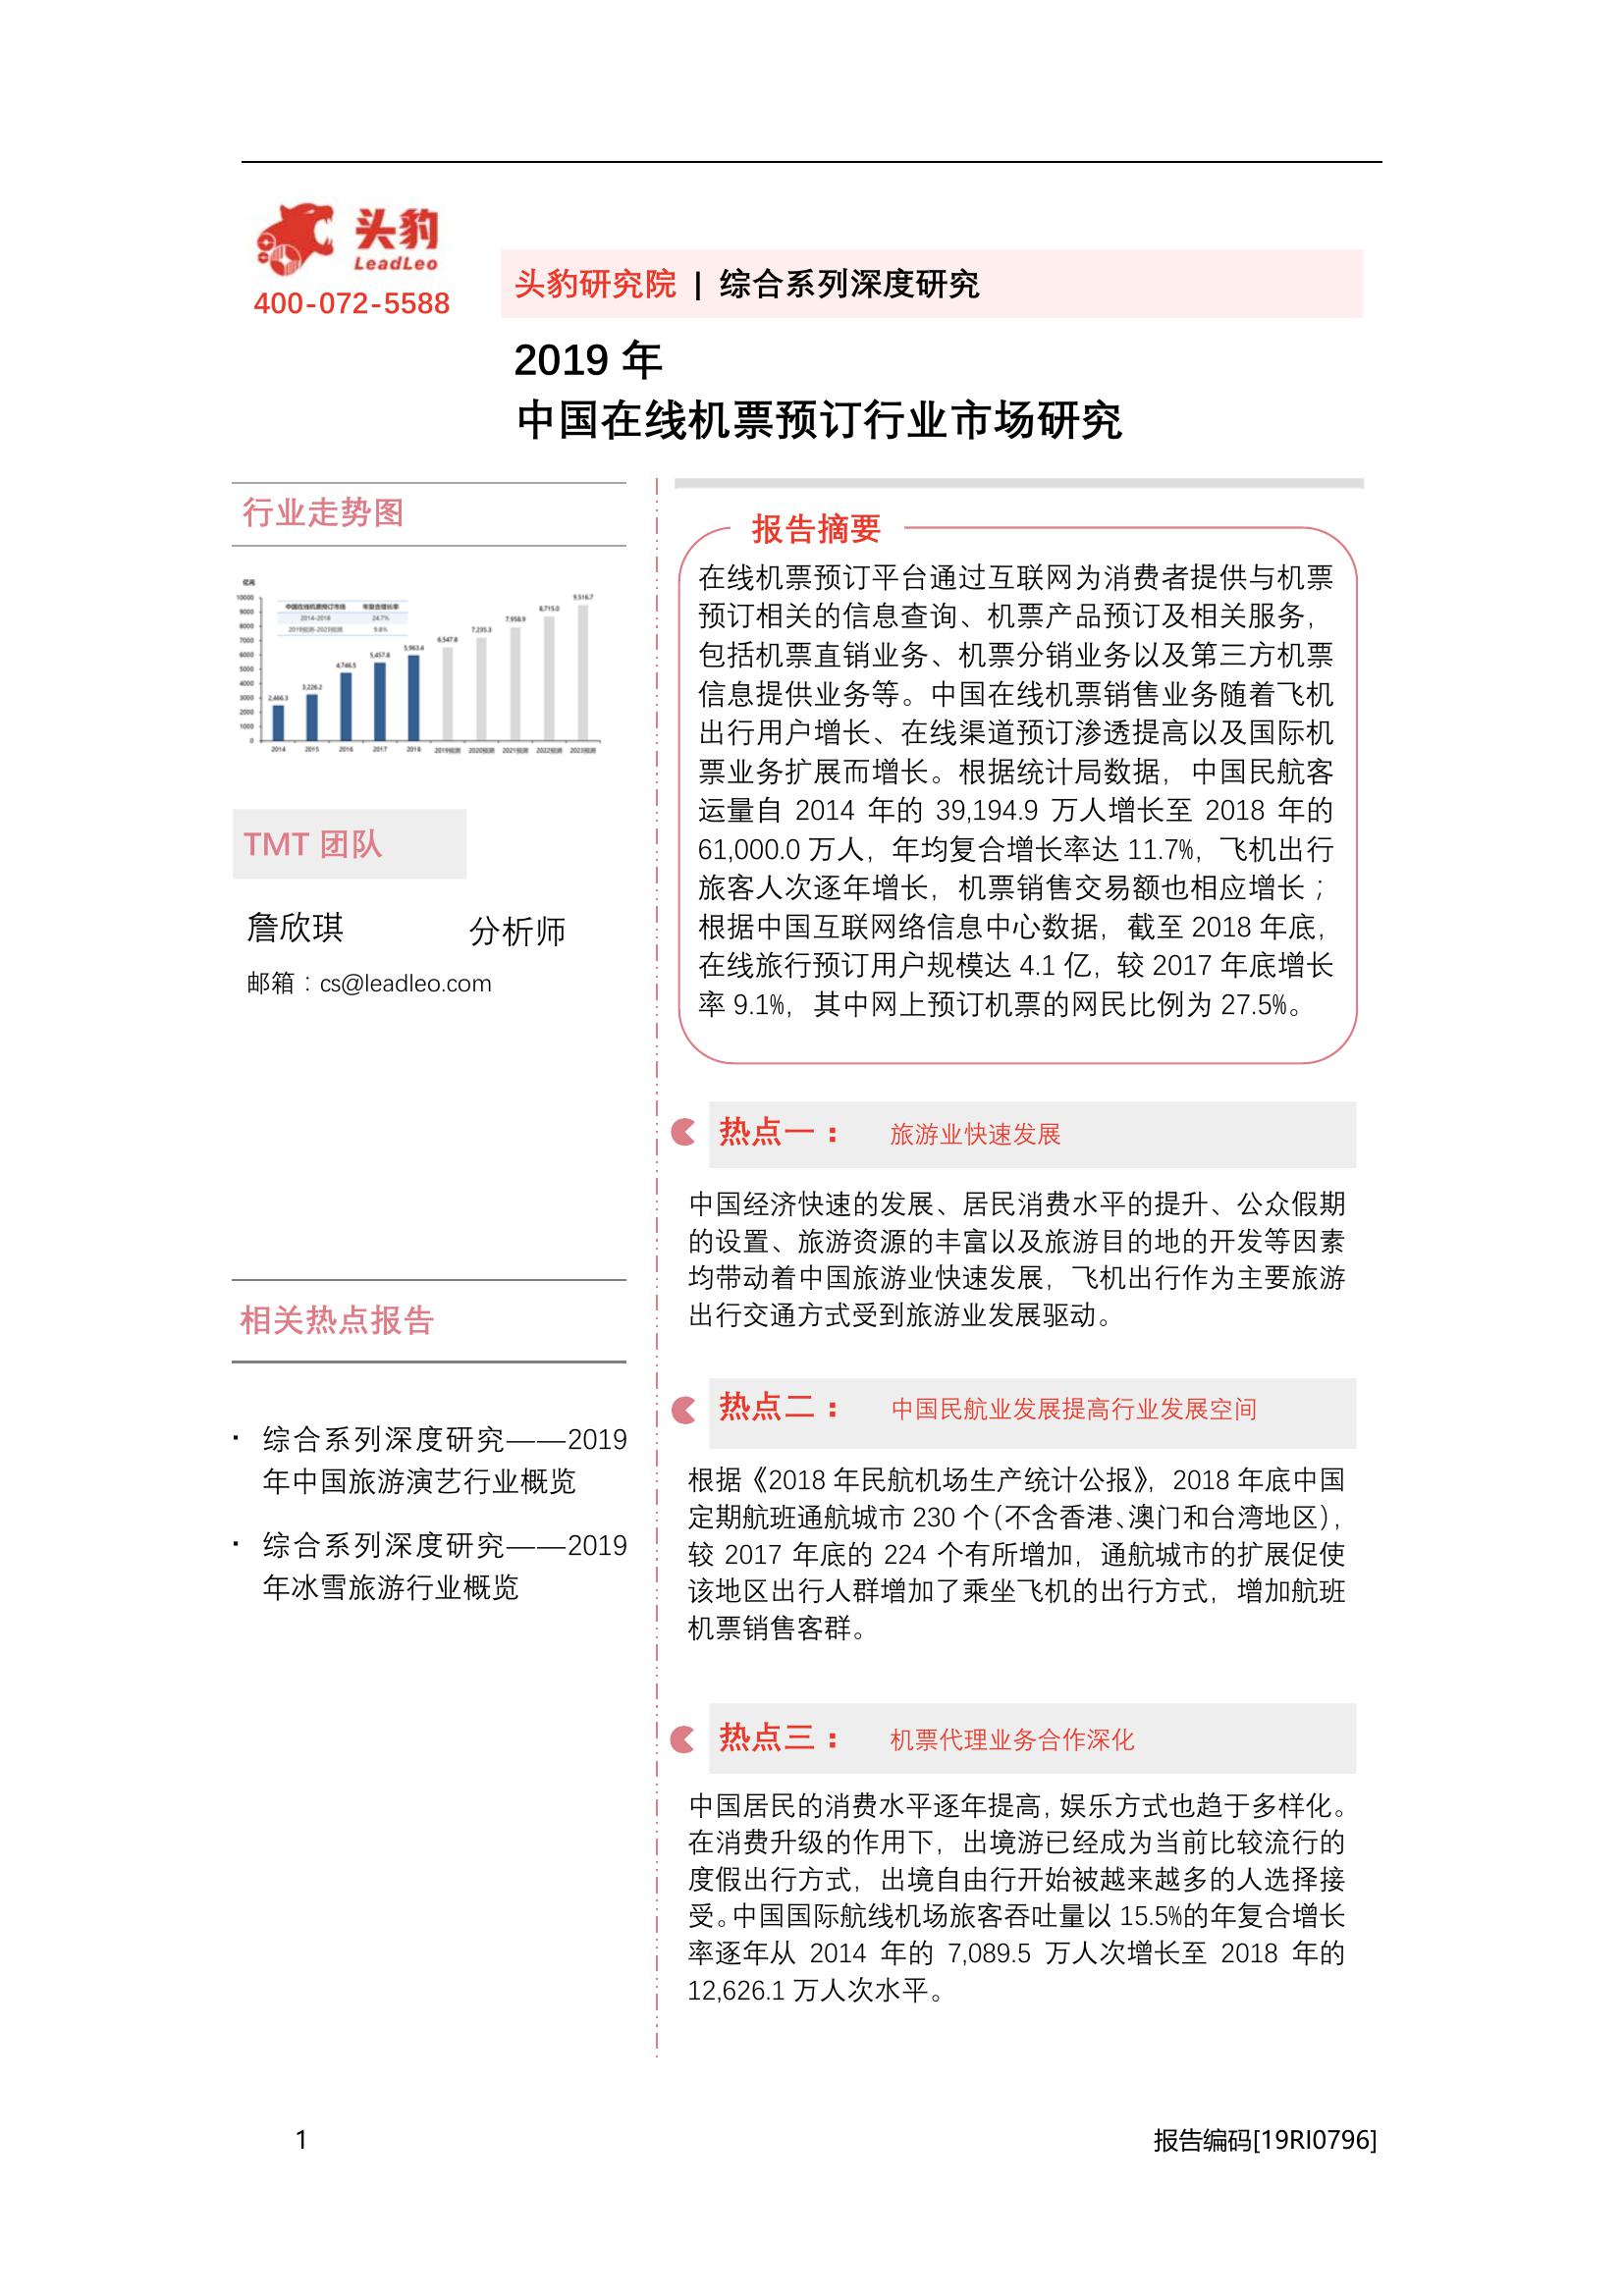 头豹
LeadLeo
400-072-5588
头豹研究院 | 综合系列深度研究
2019 年
中国在线机票预订行业市场研究
行业走势图
亿元
中国在线机票预订市场 年复合增长率
2014-2018 24.7%
2019预测-2023预测 9.8%
10000
9000
8000
7000
6000
5000
4000
3000
2000
1000
0
2,466.3
3,226.2
4,746.5
5,457.8
5,963.4
6,547.8
7,235.3
7,958.9
8,715.0
9,516.7
2014 2015 2016 2017 2018 2019预测 2020预测 2021预测 2022预测 2023预测
TMT 团队
詹欣琪 分析师
邮箱：cs@leadleo.com
相关热点报告
· 综合系列深度研究——2019
年中国旅游演艺行业概览
· 综合系列深度研究——2019
年冰雪旅游行业概览
报告摘要
在线机票预订平台通过互联网为消费者提供与机票
预订相关的信息查询、机票产品预订及相关服务，
包括机票直销业务、机票分销业务以及第三方机票
信息提供业务等。中国在线机票销售业务随着飞机
出行用户增长、在线渠道预订渗透提高以及国际机
票业务扩展而增长。根据统计局数据，中国民航客
运量自 2014 年的 39,194.9 万人增长至 2018 年的
61,000.0 万人，年均复合增长率达 11.7%，飞机出行
旅客人次逐年增长，机票销售交易额也相应增长；
根据中国互联网络信息中心数据，截至 2018 年底，
在线旅行预订用户规模达 4.1 亿，较 2017 年底增长
率 9.1%，其中网上预订机票的网民比例为 27.5%。
热点一： 旅游业快速发展
中国经济快速的发展、居民消费水平的提升、公众假期
的设置、旅游资源的丰富以及旅游目的地的开发等因素
均带动着中国旅游业快速发展，飞机出行作为主要旅游
出行交通方式受到旅游业发展驱动。
热点二： 中国民航业发展提高行业发展空间
根据《2018 年民航机场生产统计公报》，2018 年底中国
定期航班通航城市 230 个（不含香港、澳门和台湾地区），
较 2017 年底的 224 个有所增加，通航城市的扩展促使
该地区出行人群增加了乘坐飞机的出行方式，增加航班
机票销售客群。
热点三： 机票代理业务合作深化
中国居民的消费水平逐年提高，娱乐方式也趋于多样化。
在消费升级的作用下，出境游已经成为当前比较流行的
度假出行方式，出境自由行开始被越来越多的人选择接
受。中国国际航线机场旅客吞吐量以 15.5%的年复合增长
率逐年从 2014 年的 7,089.5 万人次增长至 2018 年的
12,626.1 万人次水平。
1
报告编码[19RI0796]